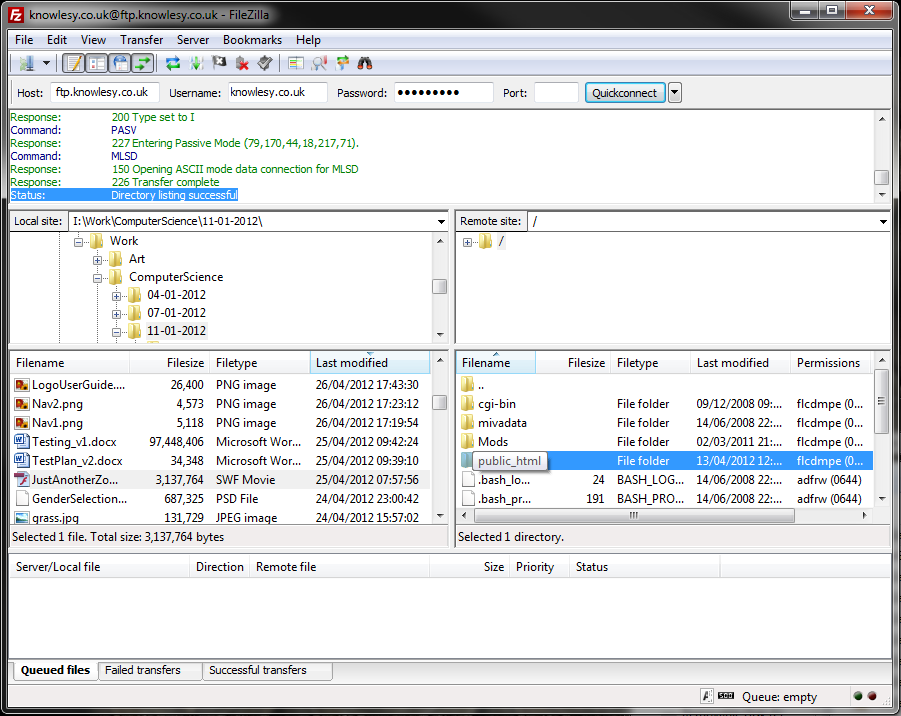 knowlesy.co.uk@ftp.knowlesy.co.uk - FileZilla
File Edit View Transfer Server Bookmarks Help
Host: ftp.knowlesy.co.uk Username: knowlesy.co.uk Password: ●●●●●●●●● Port: Quickconnect
Response: 200 Type set to I
Command: PASV
Response: 227 Entering Passive Mode (79,170,44,18,217,71).
Command: MLSD
Response: 150 Opening ASCII mode data connection for MLSD
Response: 226 Transfer complete
Status: Directory listing successful
Local site: I:\Work\ComputerScience\11-01-2012\
Work
Art
ComputerScience
04-01-2012
07-01-2012
11-01-2012
Remote site: /
/
Filename Filesize Filetype Last modified
LogoUserGuide.... 26,400 PNG image 26/04/2012 17:43:30
Nav2.png 4,573 PNG image 26/04/2012 17:23:12
Nav1.png 5,118 PNG image 26/04/2012 17:19:54
Testing_v1.docx 97,448,406 Microsoft Wor... 25/04/2012 09:42:24
TestPlan_v2.docx 34,348 Microsoft Wor... 25/04/2012 09:39:10
JustAnotherZo... 3,137,764 SWF Movie 25/04/2012 07:57:56
GenderSelection... 687,325 PSD File 24/04/2012 23:00:42
grass.jpg 131,729 JPEG image 24/04/2012 15:57:02
Selected 1 file. Total size: 3,137,764 bytes
Filename Filesize Filetype Last modified Permissions
..
cgi-bin File folder 09/12/2008 09:... flcdmpe (0...
mivadata File folder 14/06/2008 22:... flcdmpe (0...
Mods File folder 02/03/2011 21:... flcdmpe (0...
public_html File folder 13/04/2012 12:... flcdmpe (0...
.bash_lo... 24 BASH_LOG... 14/06/2008 22:... adfrw (0644)
.bash_pr... 191 BASH_PRO... 14/06/2008 22:... adfrw (0644)
Selected 1 directory.
Server/Local file Direction Remote file Size Priority Status
Queued files Failed transfers Successful transfers
Queue: empty